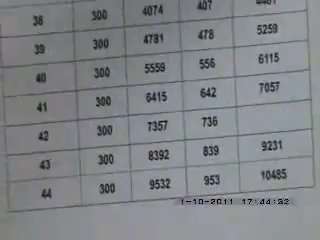 38 300 4074 407
39 300 4781 478 5259
40 300 5559 556 6115
41 300 6415 642 7057
42 300 7357 736
43 300 8392 839 9231
44 300 9532 953 10485
1-10-2011 17:44:32